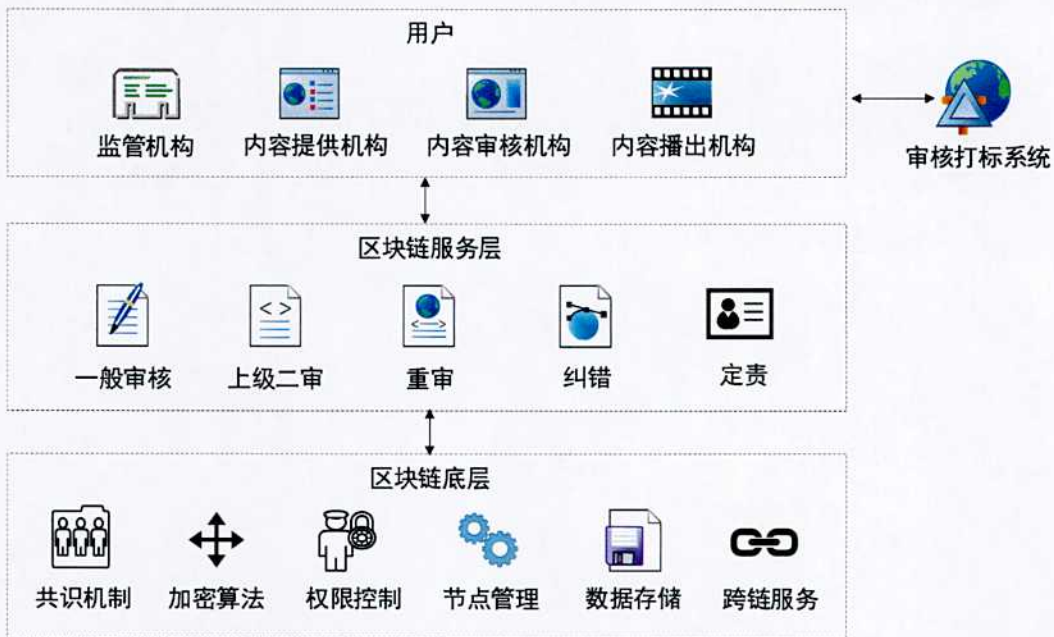 用户
监管机构
内容提供机构
内容审核机构
内容播出机构
审核打标系统
区块链服务层
一般审核
上级二审
重审
纠错
定责
区块链底层
共识机制
加密算法
权限控制
节点管理
数据存储
跨链服务